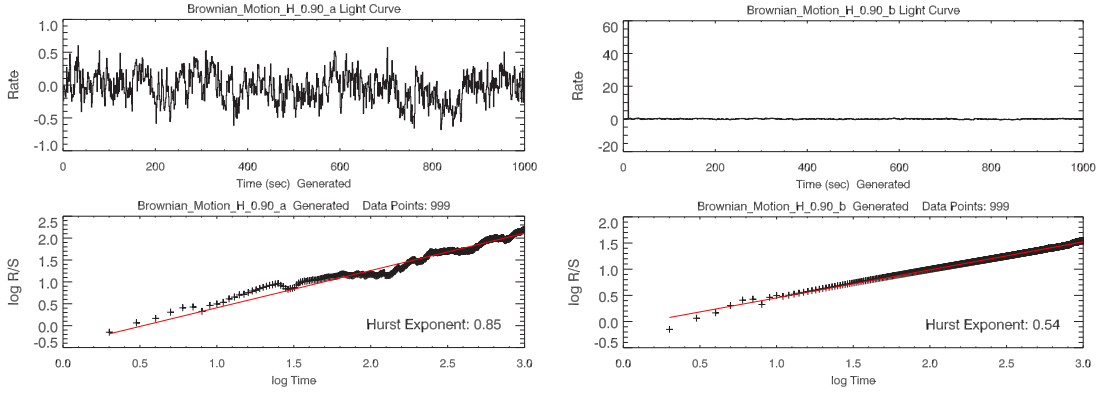 Brownian_Motion_H_0.90_a Light Curve
1.0
0.5
0.0
-0.5
-1.0
Rate
0 200 400 600 800 1000
Time (sec) Generated
Brownian_Motion_H_0.90_b Light Curve
60
40
20
0
-20
Rate
0 200 400 600 800 1000
Time (sec) Generated
Brownian_Motion_H_0.90_a Generated Data Points: 999
2.5
2.0
1.5
1.0
0.5
0.0
-0.5
log R/S
Hurst Exponent: 0.85
0.0 0.5 1.0 1.5 2.0 2.5 3.0
log Time
Brownian_Motion_H_0.90_b Generated Data Points: 999
2.0
1.5
1.0
0.5
0.0
-0.5
log R/S
Hurst Exponent: 0.54
0.0 0.5 1.0 1.5 2.0 2.5 3.0
log Time